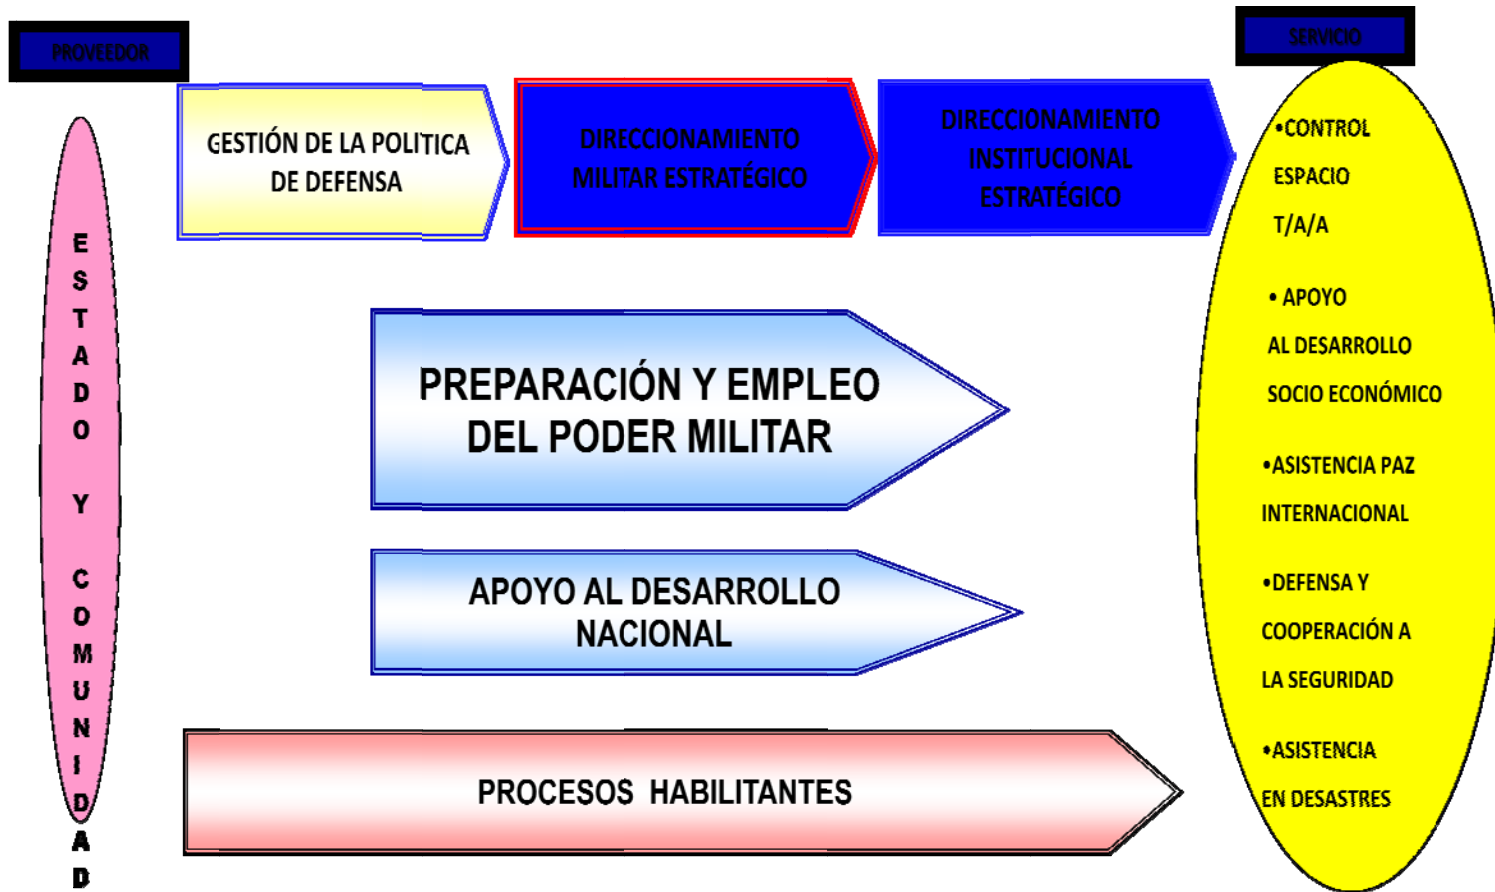 PROVEEDOR
SERVICIO
GESTIÓN DE LA POLITICA
DE DEFENSA
DIRECCIONAMIENTO
MILITAR ESTRATÉGICO
DIRECCIONAMIENTO
INSTITUCIONAL
ESTRATÉGICO
ESTADO Y COMUNIDAD
PREPARACIÓN Y EMPLEO
DEL PODER MILITAR
APOYO AL DESARROLLO
NACIONAL
PROCESOS HABILITANTES
•CONTROL
ESPACIO
T/A/A
• APOYO
AL DESARROLLO
SOCIO ECONÓMICO
•ASISTENCIA PAZ
INTERNACIONAL
•DEFENSA Y
COOPERACIÓN A
LA SEGURIDAD
•ASISTENCIA
EN DESASTRES